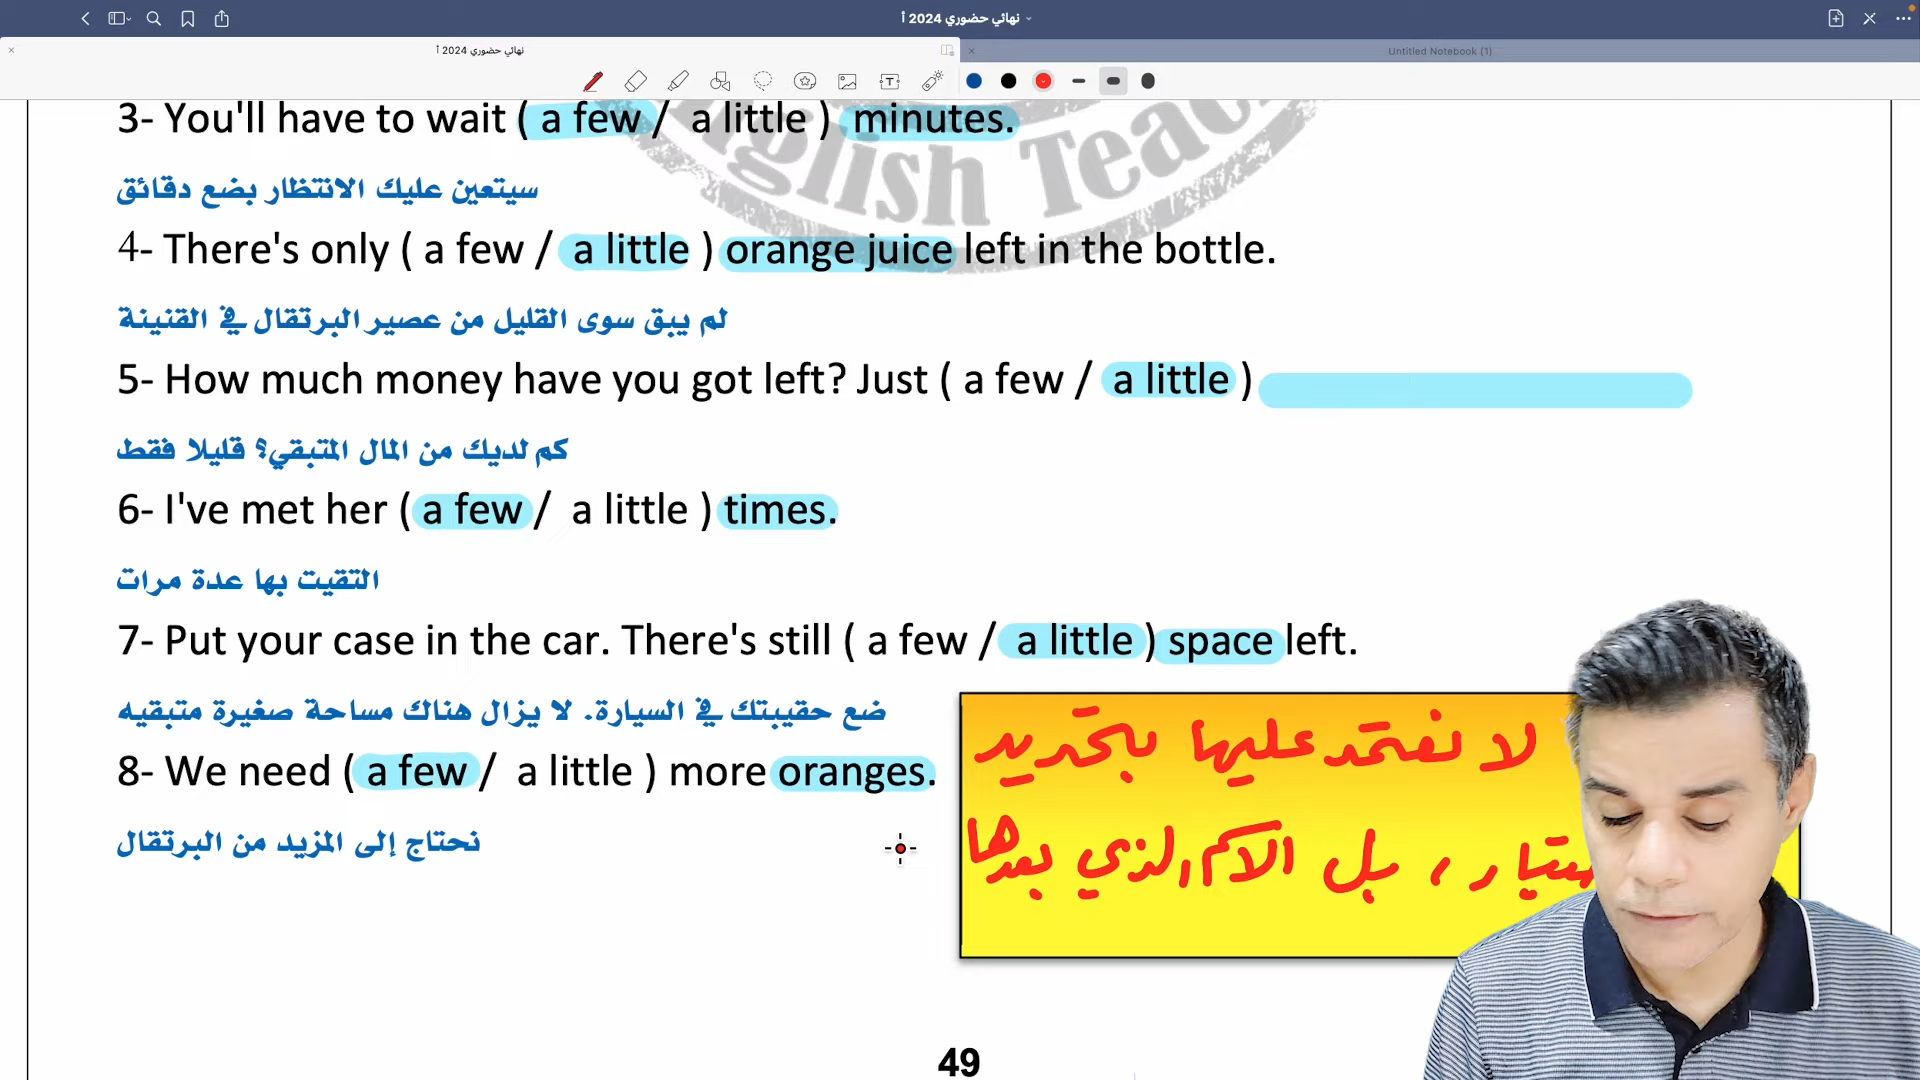 نهائي حضوري 2024 أ
نهائي حضوري 2024 أ
Untitled Notebook (1)
nglish Teac
3- You'll have to wait ( a few / a little ) minutes.
سيتعين عليك الانتظار بضع دقائق
4- There's only ( a few / a little ) orange juice left in the bottle.
لم يبق سوى القليل من عصير البرتقال في القنينة
5- How much money have you got left? Just ( a few / a little )
كم لديك من المال المتبقي؟ قليلا فقط
6- I've met her ( a few / a little ) times.
التقيت بها عدة مرات
7- Put your case in the car. There's still ( a few / a little ) space left.
ضع حقيبتك في السيارة. لا يزال هناك مساحة صغيرة متبقيه
8- We need ( a few / a little ) more oranges.
نحتاج إلى المزيد من البرتقال
لا نعتمد عليها بتحديد
، بل الاسم الذي بعدها
49